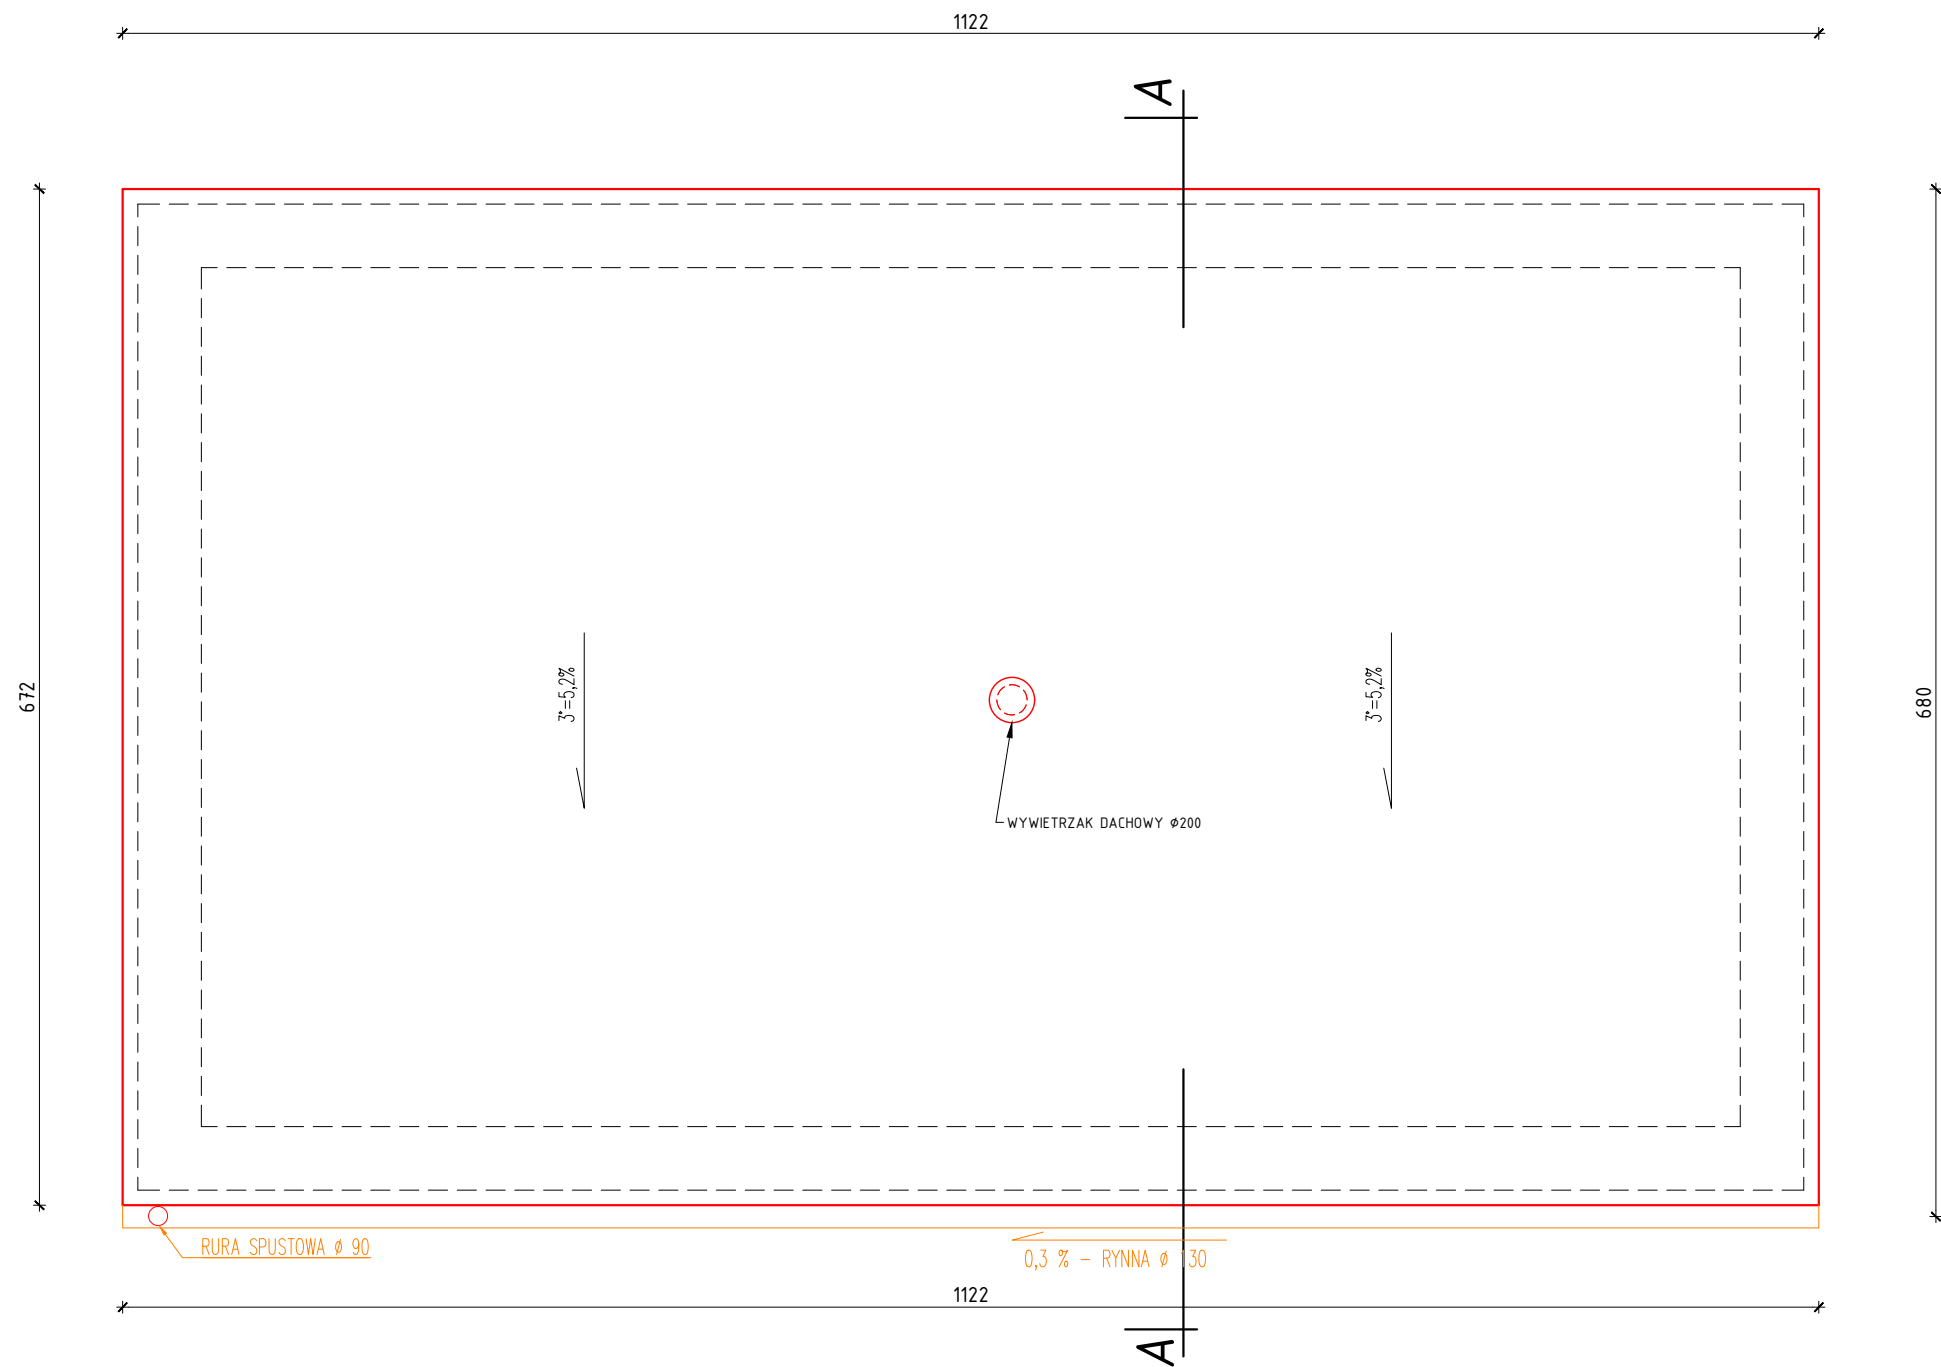 1122
A
672
680
3°=5,2%
3°=5,2%
WYWIETRZAK DACHOWY ø200
RURA SPUSTOWA ø 90
0,3 % - RYNNA ø 130
1122
A